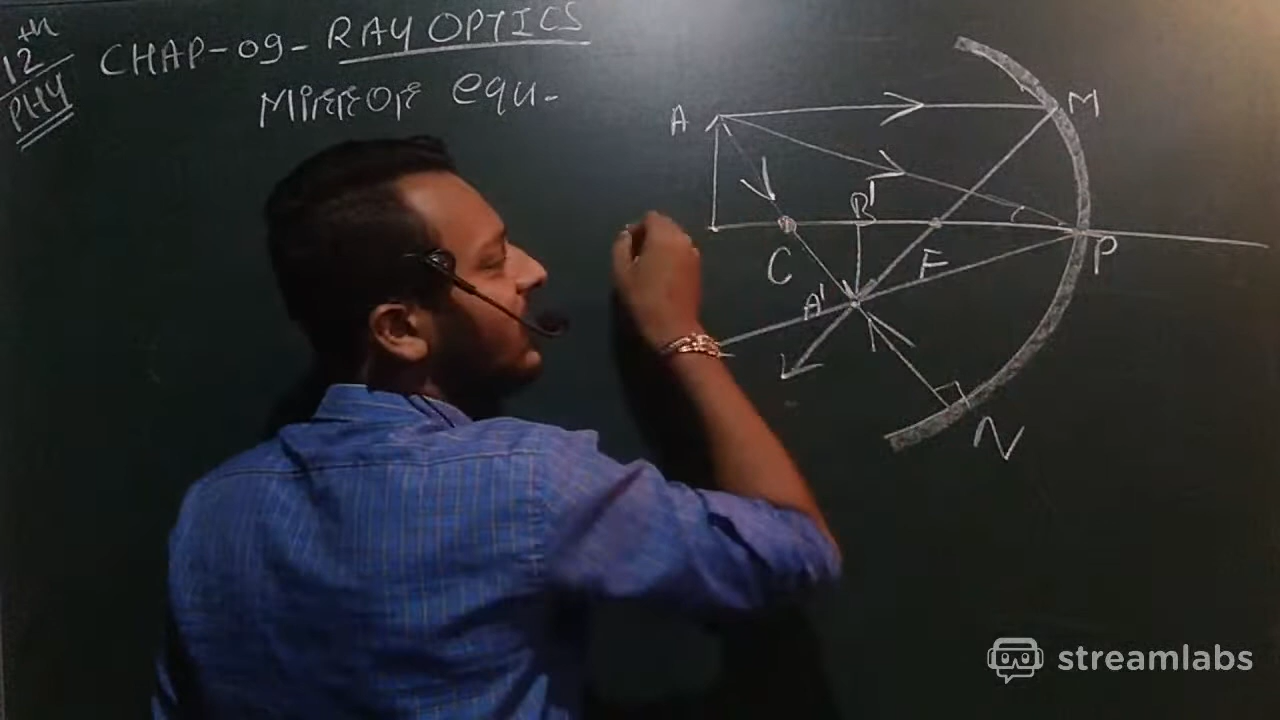 12th
PHY
CHAP-09- RAY OPTICS
Mirror equ.
A
M
B'
C
F
P
A'
N
streamlabs